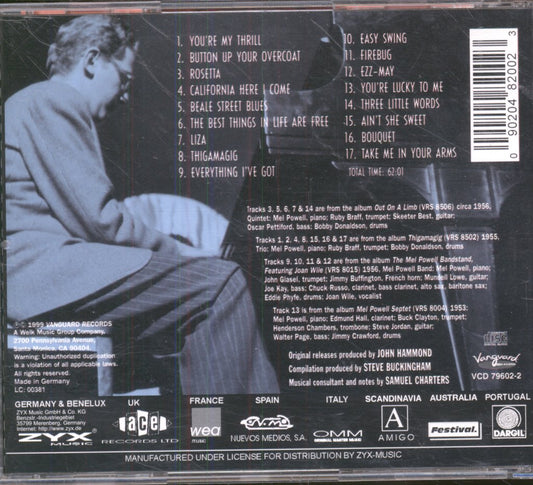 1. YOU'RE MY THRILL
2. BUTTON UP YOUR OVERCOAT
3. ROSETTA
4. CALIFORNIA HERE I COME
5. BEALE STREET BLUES
6. THE BEST THINGS IN LIFE ARE FREE
7. LIZA
8. THIGAMAGIG
9. EVERYTHING I'VE GOT
10. EASY SWING
11. FIREBUG
12. EZZ-MAY
13. YOU'RE LUCKY TO ME
14. THREE LITTLE WORDS
15. AIN'T SHE SWEET
16. BOUQUET
17. TAKE ME IN YOUR ARMS
TOTAL TIME: 62:01
0 90204 82002 3
Tracks 3, 5, 6, 7 & 14 are from the album Out On A Limb (VRS 8506) circa 1956,
Quintet: Mel Powell, piano; Ruby Braff, trumpet; Skeeter Best, guitar;
Oscar Pettiford, bass; Bobby Donaldson, drums
Tracks 1, 2, 4, 8, 15, 16 & 17 are from the album Thigamagig (VRS 8502) 1955,
Trio; Mel Powell, piano; Ruby Braff, trumpet; Bobby Donaldson, drums
Tracks 9, 10, 11 & 12 are from the album The Mel Powell Bandstand,
Featuring Joan Wile (VRS 8015) 1956, Mel Powell Band: Mel Powell, piano;
John Glasel, trumpet; Jimmy Buffington, French horn; Mundell Lowe, guitar;
Joe Kay, bass; Chuck Russo, clarinet, bass clarinet, alto sax, baritone sax;
Eddie Phyfe, drums; Joan Wile, vocalist
Track 13 is from the album Mel Powell Septet (VRS 8004) 1953:
Mel Powell, piano; Edmund Hall, clarinet; Buck Clayton, trumpet;
Henderson Chambers, trombone; Steve Jordan, guitar;
Walter Page, bass; Jimmy Crawford, drums
Original releases produced by JOHN HAMMOND
Compilation produced by STEVE BUCKINGHAM
Musical consultant and notes by SAMUEL CHARTERS
Vanguard
VCD 79602-2
℗ © 1999 VANGUARD RECORDS
A Welk Music Group Company,
2700 Pennsylvania Avenue,
Santa Monica, CA 90404.
Warning: Unauthorized duplication
is a violation of all applicable laws.
All rights reserved.
Made in Germany
LC: 00381
GERMANY & BENELUX
ZYX Music GmbH & Co. KG
Benzstr.-Industriegebiet
35799 Merenberg, Germany
http://www.zyx.de
ZYX
MUSIC
UK
ace
RECORDS LTD
FRANCE
wea
MUSIC
SPAIN
NUEVOS MEDIOS, S.A.
ITALY
OMM
SCANDINAVIA
A
AMIGO
AUSTRALIA
Festival.
PORTUGAL
DARGIL
MANUFACTURED UNDER LICENSE FOR DISTRIBUTION BY ZYX-MUSIC